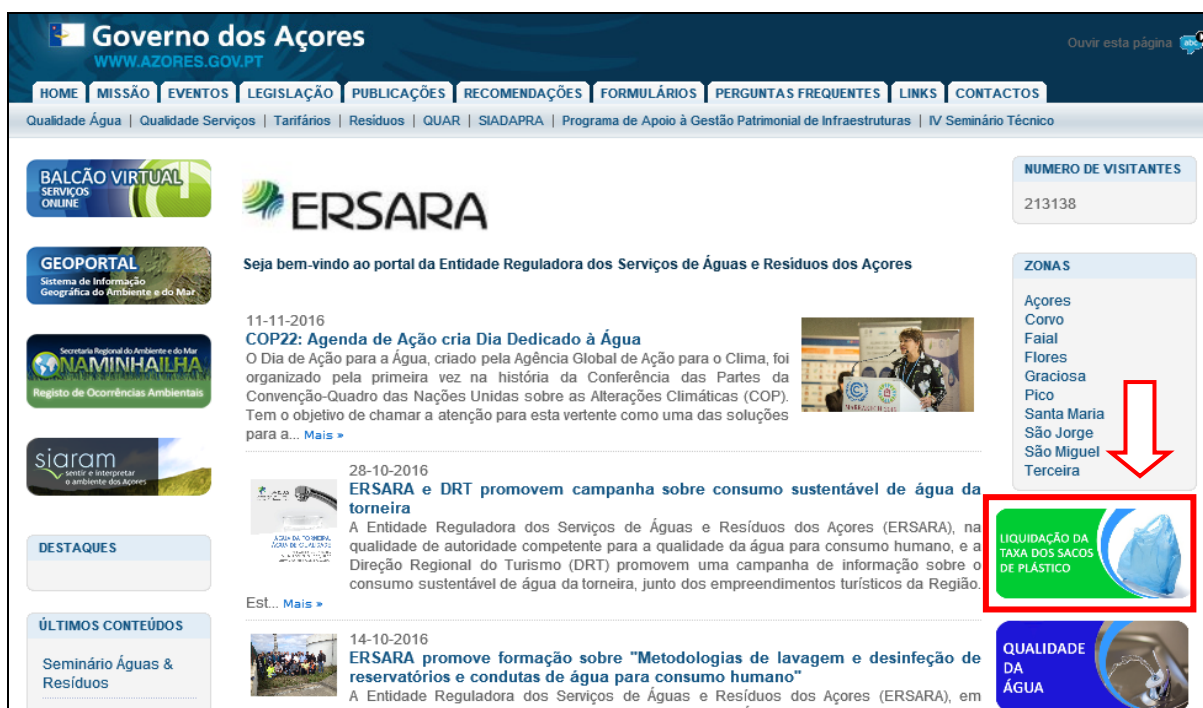 Governo dos Açores
WWW.AZORES.GOV.PT
Ouvir esta página
abc
HOME MISSÃO EVENTOS LEGISLAÇÃO PUBLICAÇÕES RECOMENDAÇÕES FORMULÁRIOS PERGUNTAS FREQUENTES LINKS CONTACTOS
Qualidade Água | Qualidade Serviços | Tarifários | Resíduos | QUAR | SIADAPRA | Programa de Apoio à Gestão Patrimonial de Infraestruturas | IV Seminário Técnico
BALCÃO VIRTUAL
SERVIÇOS
ONLINE
GEOPORTAL
Sistema de Informação
Geográfica do Ambiente e do Mar
Secretaria Regional do Ambiente e do Mar
NAMINHAILHA
Registo de Ocorrências Ambientais
siaram
sentir e interpretar
o ambiente dos Açores
DESTAQUES
ÚLTIMOS CONTEÚDOS
Seminário Águas &
Resíduos
ERSARA
Seja bem-vindo ao portal da Entidade Reguladora dos Serviços de Águas e Resíduos dos Açores
11-11-2016
COP22: Agenda de Ação cria Dia Dedicado à Água
O Dia de Ação para a Água, criado pela Agência Global de Ação para o Clima, foi
organizado pela primeira vez na história da Conferência das Partes da
Convenção-Quadro das Nações Unidas sobre as Alterações Climáticas (COP).
Tem o objetivo de chamar a atenção para esta vertente como uma das soluções
para a... Mais »
28-10-2016
ERSARA e DRT promovem campanha sobre consumo sustentável de água da
torneira
A Entidade Reguladora dos Serviços de Águas e Resíduos dos Açores (ERSARA), na
qualidade de autoridade competente para a qualidade da água para consumo humano, e a
Direção Regional do Turismo (DRT) promovem uma campanha de informação sobre o
consumo sustentável de água da torneira, junto dos empreendimentos turísticos da Região.
Est... Mais »
14-10-2016
ERSARA promove formação sobre "Metodologias de lavagem e desinfeção de
reservatórios e condutas de água para consumo humano"
A Entidade Reguladora dos Serviços de Águas e Resíduos dos Açores (ERSARA), em
NUMERO DE VISITANTES
213138
ZONAS
Açores
Corvo
Faial
Flores
Graciosa
Pico
Santa Maria
São Jorge
São Miguel
Terceira
LIQUIDAÇÃO DA
TAXA DOS SACOS
DE PLÁSTICO
QUALIDADE
DA
ÁGUA